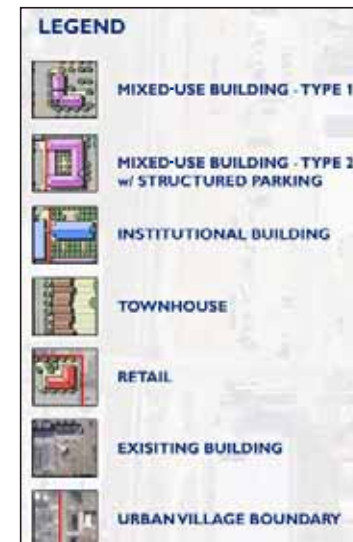 LEGEND
MIXED-USE BUILDING - TYPE 1
MIXED-USE BUILDING - TYPE 2
w/ STRUCTURED PARKING
INSTITUTIONAL BUILDING
TOWNHOUSE
RETAIL
EXISITING BUILDING
URBAN VILLAGE BOUNDARY